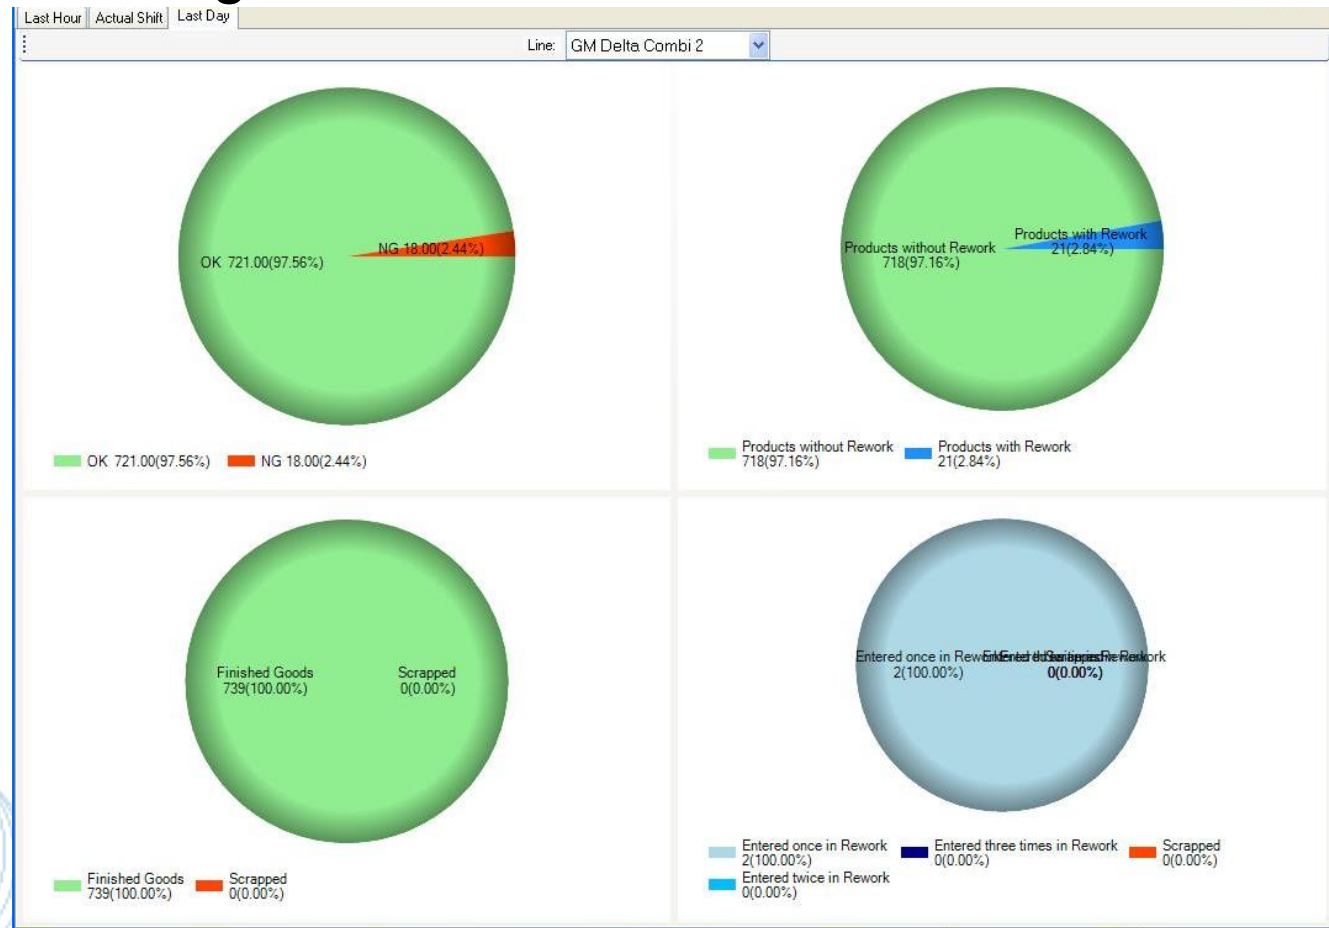 Last Hour Actual Shift Last Day
Line: GM Delta Combi 2
OK 721.00(97.56%)
NG 18.00(2.44%)
OK 721.00(97.56%) NG 18.00(2.44%)
Products without Rework
718(97.16%)
Products with Rework
21(2.84%)
Products without Rework
718(97.16%)
Products with Rework
21(2.84%)
Finished Goods
739(100.00%)
Scrapped
0(0.00%)
Finished Goods
739(100.00%)
Scrapped
0(0.00%)
Entered once in Rework
2(100.00%)
0(0.00%)
Entered once in Rework
2(100.00%)
Entered three times in Rework
0(0.00%)
Scrapped
0(0.00%)
Entered twice in Rework
0(0.00%)